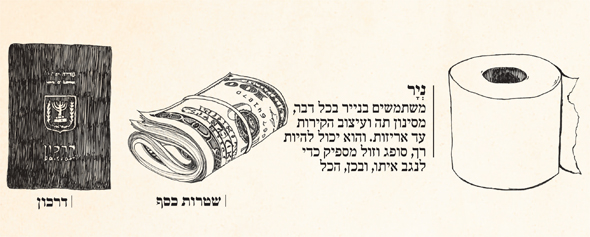 נְיָר
משתמשים בנייר בכל דבר,
מסינון תה ועיצוב הקירות
עד אריזות. והוא יכול להיות
רך, סופג וזול מספיק כדי
לנגב איתו, ובכן, הכל
שטרות כסף
דרכון
דרכון